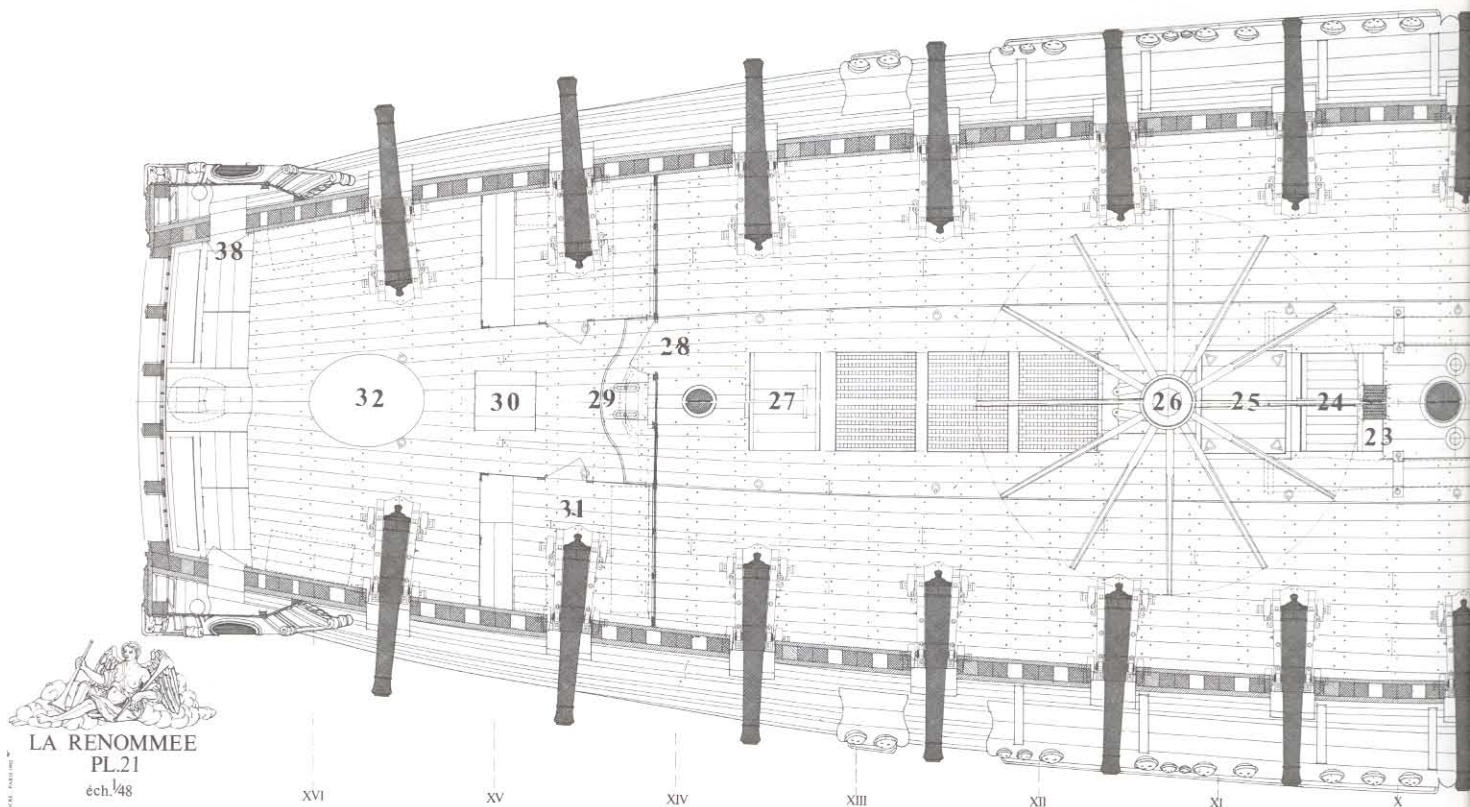 38
28
32
30
29
27
26
25
24
23
31
LA RENOMMEE
PL.21
éch.1/48
XVI
XV
XIV
XIII
XII
XI
X